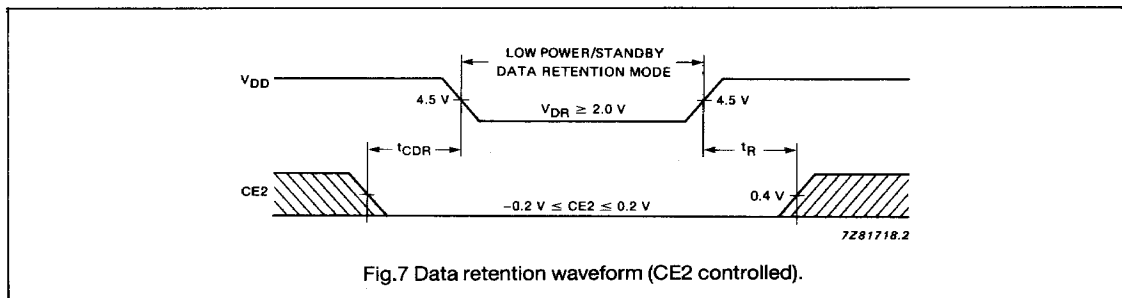 LOW POWER/STANDBY
DATA RETENTION MODE
VDD
4.5 V
VDR ≥ 2.0 V
4.5 V
tCDR
tR
CE2
0.4 V
−0.2 V ≤ CE2 ≤ 0.2 V
7Z81718.2
Fig.7 Data retention waveform (CE2 controlled).